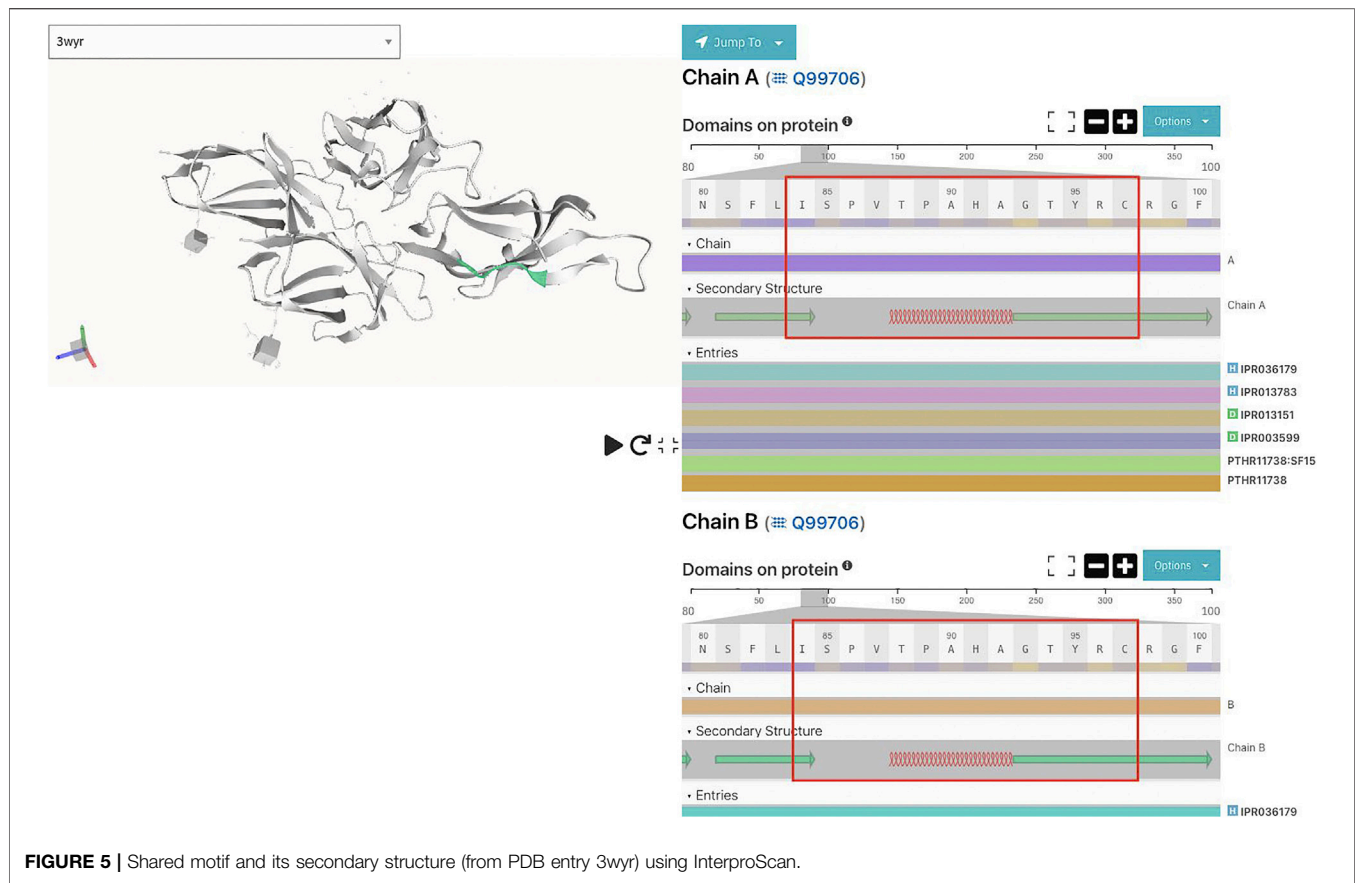 3wyr
Jump To
Chain A (Q99706)
Domains on protein
Options
50 100 150 200 250 300 350
80 100
80 85 90 95 100
N S F L I S P V T P A H A G T Y R C R G F
Chain
A
Secondary Structure
Chain A
Entries
H IPR036179
H IPR013783
D IPR013151
D IPR003599
PTHR11738:SF15
PTHR11738
Chain B (Q99706)
Domains on protein
Options
50 100 150 200 250 300 350
80 100
80 85 90 95 100
N S F L I S P V T P A H A G T Y R C R G F
Chain
B
Secondary Structure
Chain B
Entries
H IPR036179
FIGURE 5 | Shared motif and its secondary structure (from PDB entry 3wyr) using InterproScan.